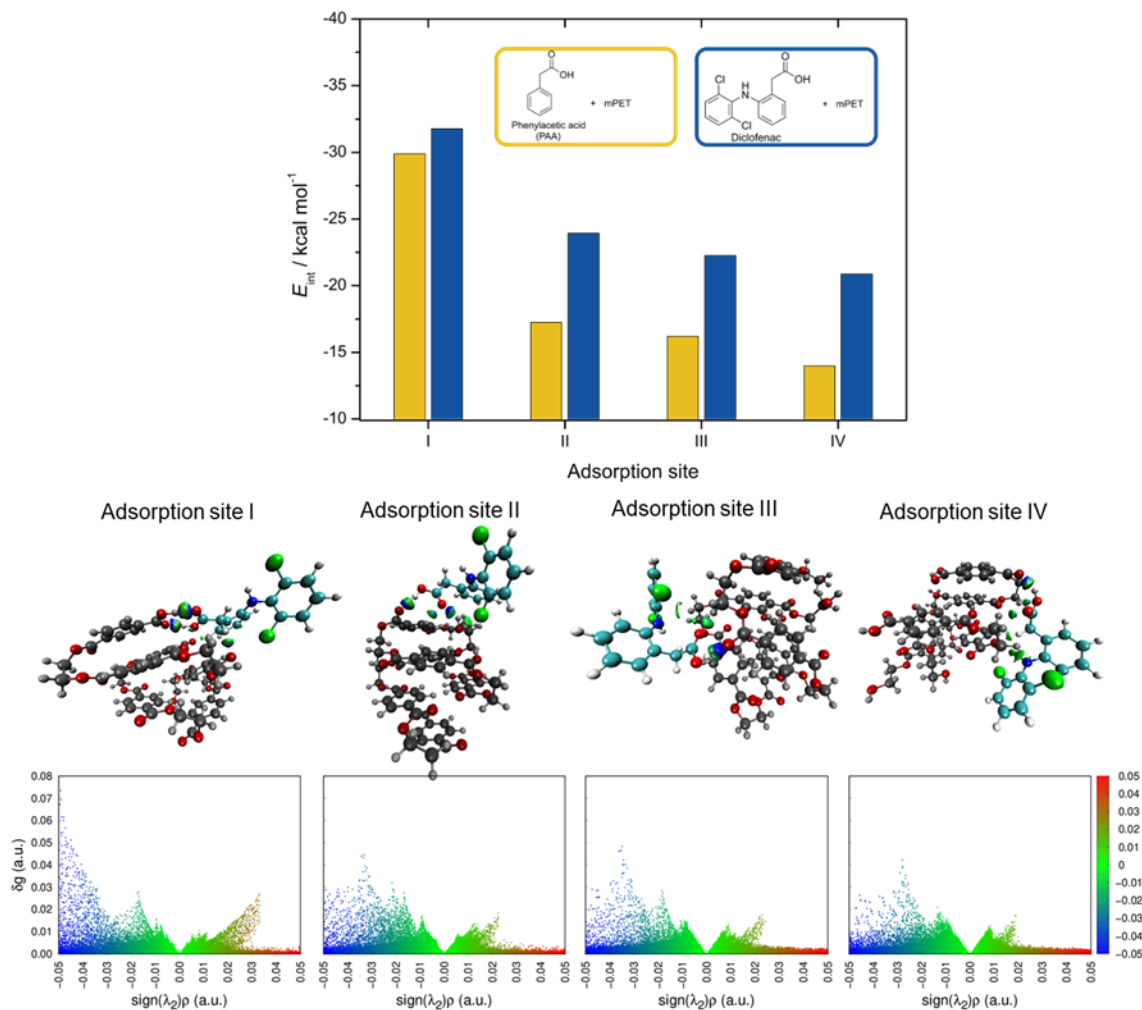 -40
-35
-30
-25
-20
-15
-10
E_int / kcal mol⁻¹
O
OH
+ mPET
Phenylacetic acid
(PAA)
Cl
H
N
O
OH
Cl
+ mPET
Diclofenac
I II III IV
Adsorption site
Adsorption site I Adsorption site II Adsorption site III Adsorption site IV
0.08
0.07
0.06
0.05
0.04
0.03
0.02
0.01
0.00
δg (a.u.)
-0.05 -0.04 -0.03 -0.02 -0.01 0.00 0.01 0.02 0.03 0.04 0.05
sign(λ₂)ρ (a.u.)
-0.05 -0.04 -0.03 -0.02 -0.01 0.00 0.01 0.02 0.03 0.04 0.05
sign(λ₂)ρ (a.u.)
-0.05 -0.04 -0.03 -0.02 -0.01 0.00 0.01 0.02 0.03 0.04 0.05
sign(λ₂)ρ (a.u.)
-0.05 -0.04 -0.03 -0.02 -0.01 0.00 0.01 0.02 0.03 0.04 0.05
sign(λ₂)ρ (a.u.)
0.05
0.04
0.03
0.02
0.01
0
−0.01
−0.02
−0.03
−0.04
−0.05